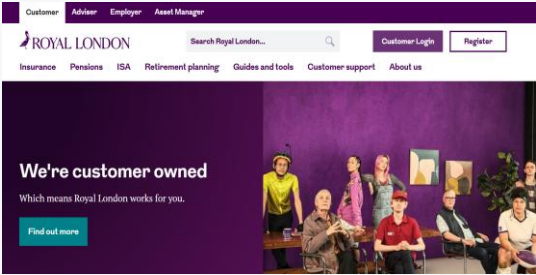 Customer Adviser Employer Asset Manager
ROYAL LONDON Search Royal London... Customer Login Register
Insurance Pensions ISA Retirement planning Guides and tools Customer support About us
We're customer owned
Which means Royal London works for you.
Find out more